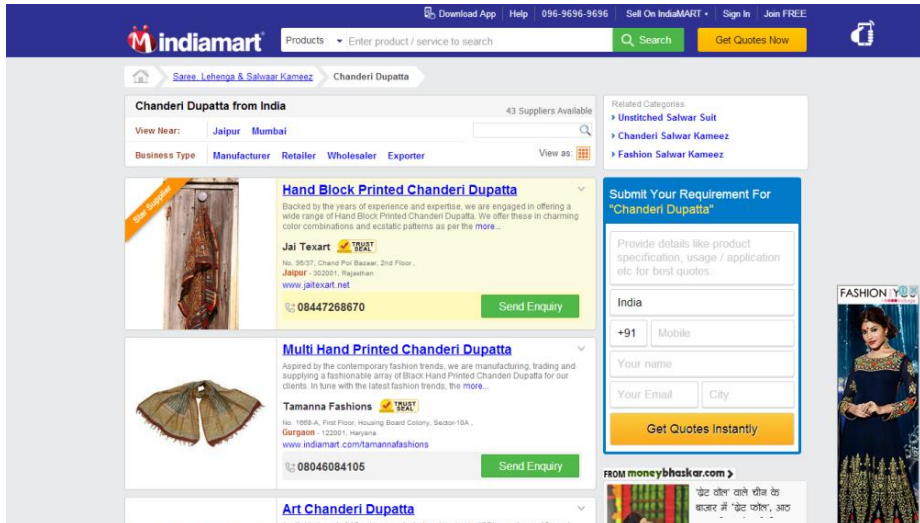 Download App Help 096-9696-9696 Sell On IndiaMART Sign In Join FREE
indiamart Products Enter product / service to search Search Get Quotes Now
Saree, Lehenga & Salwaar Kameez Chanderi Dupatta
Chanderi Dupatta from India 43 Suppliers Available
View Near: Jaipur Mumbai
Business Type Manufacturer Retailer Wholesaler Exporter View as:
Star Supplier
Hand Block Printed Chanderi Dupatta
Backed by the years of experience and expertise, we are engaged in offering a
wide range of Hand Block Printed Chanderi Dupatta. We offer these in charming
color combinations and ecstatic patterns as per the more...
Jai Texart TRUST SEAL
No. 36/37, Chand Pol Bazaar, 2nd Floor ,
Jaipur - 302001, Rajasthan
www.jaitexart.net
08447268670 Send Enquiry
Multi Hand Printed Chanderi Dupatta
Aspired by the contemporary fashion trends, we are manufacturing, trading and
supplying a fashionable array of Black Hand Printed Chanderi Dupatta for our
clients. In tune with the latest fashion trends, the more...
Tamanna Fashions TRUST SEAL
No. 1668-A, First Floor, Housing Board Colony, Sector-10A ,
Gurgaon - 122001, Haryana
www.indiamart.com/tamannafashions
08046084105 Send Enquiry
Art Chanderi Dupatta
Related Categories
Unstitched Salwar Suit
Chanderi Salwar Kameez
Fashion Salwar Kameez
Submit Your Requirement For
"Chanderi Dupatta"
Provide details like product
specification, usage / application
etc for best quotes.
India
+91 Mobile
Your name
Your Email City
Get Quotes Instantly
FROM moneybhaskar.com
'ग्रेट वॉल' वाले चीन के
बाजार में 'ग्रेट फॉल', आठ
FASHION